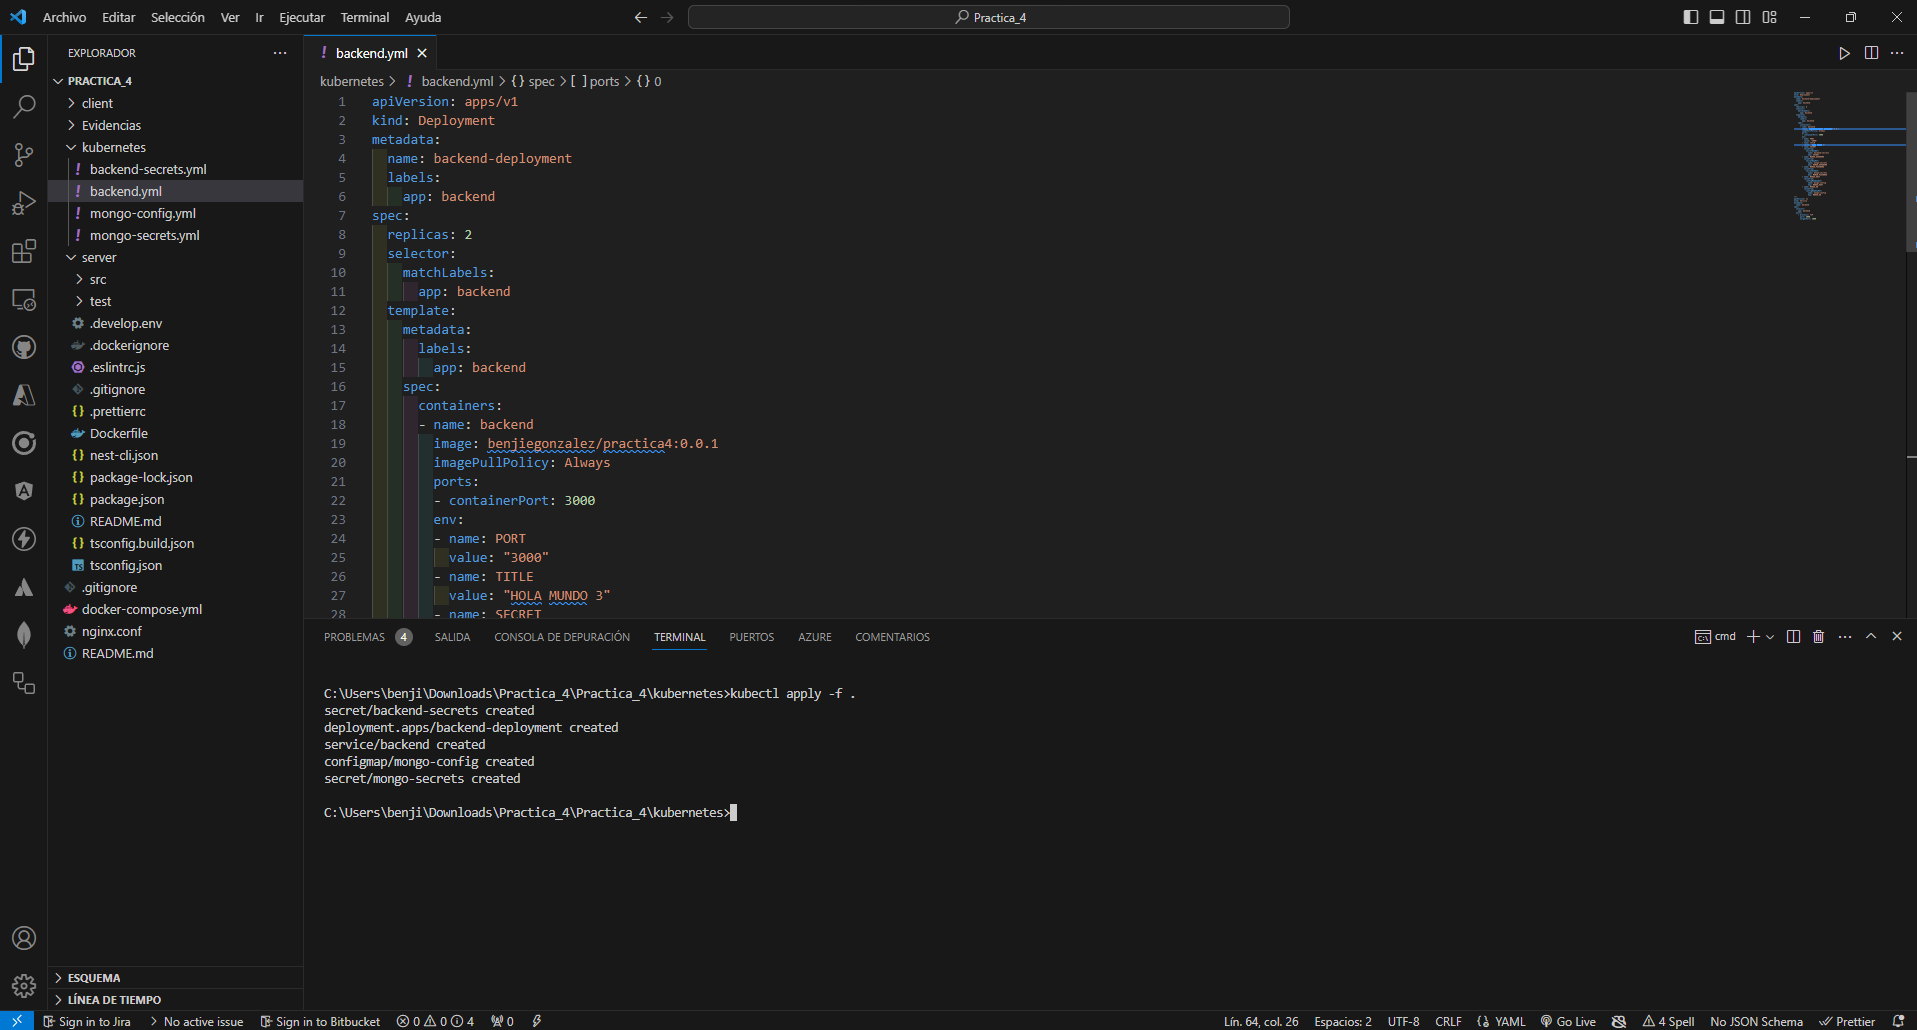 Archivo Editar Selección Ver Ir Ejecutar Terminal Ayuda
Practica_4
EXPLORADOR
PRACTICA_4
client
Evidencias
kubernetes
backend-secrets.yml
backend.yml
mongo-config.yml
mongo-secrets.yml
server
src
test
.develop.env
.dockerignore
.eslintrc.js
.gitignore
.prettierrc
Dockerfile
nest-cli.json
package-lock.json
package.json
README.md
tsconfig.build.json
tsconfig.json
.gitignore
docker-compose.yml
nginx.conf
README.md
ESQUEMA
LÍNEA DE TIEMPO
! backend.yml
kubernetes > ! backend.yml > {} spec > [ ] ports > {} 0
1 apiVersion: apps/v1
2 kind: Deployment
3 metadata:
4 name: backend-deployment
5 labels:
6 app: backend
7 spec:
8 replicas: 2
9 selector:
10 matchLabels:
11 app: backend
12 template:
13 metadata:
14 labels:
15 app: backend
16 spec:
17 containers:
18 - name: backend
19 image: benjiegonzalez/practica4:0.0.1
20 imagePullPolicy: Always
21 ports:
22 - containerPort: 3000
23 env:
24 - name: PORT
25 value: "3000"
26 - name: TITLE
27 value: "HOLA MUNDO 3"
28 - name: SECRET
PROBLEMAS 4 SALIDA CONSOLA DE DEPURACIÓN TERMINAL PUERTOS AZURE COMENTARIOS
cmd
C:\Users\benji\Downloads\Practica_4\Practica_4\kubernetes>kubectl apply -f .
secret/backend-secrets created
deployment.apps/backend-deployment created
service/backend created
configmap/mongo-config created
secret/mongo-secrets created
C:\Users\benji\Downloads\Practica_4\Practica_4\kubernetes>
Sign in to Jira No active issue Sign in to Bitbucket 0 0 4 0 Lín. 64, col. 26 Espacios: 2 UTF-8 CRLF YAML Go Live 4 Spell No JSON Schema Prettier